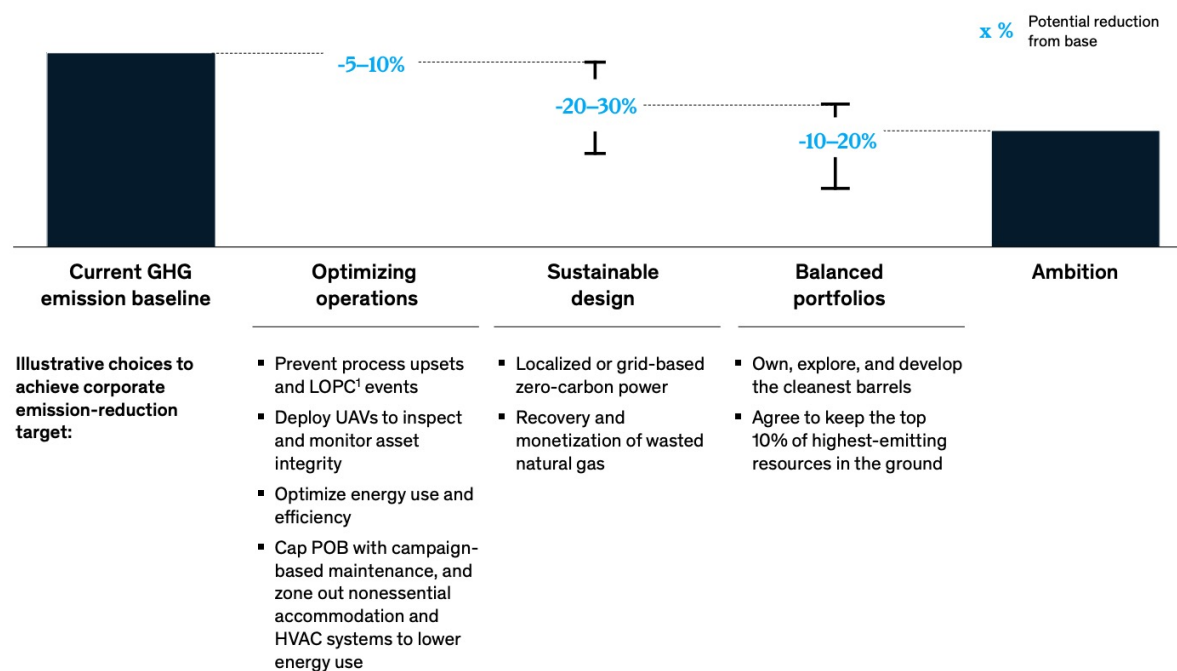 x %
Potential reduction
from base
-5–10%
-20–30%
-10–20%
Current GHG
emission baseline
Optimizing
operations
Sustainable
design
Balanced
portfolios
Ambition
Illustrative choices to
achieve corporate
emission-reduction
target:
▪ Prevent process upsets
and LOPC¹ events
▪ Deploy UAVs to inspect
and monitor asset
integrity
▪ Optimize energy use and
efficiency
▪ Cap POB with campaign-
based maintenance, and
zone out nonessential
accommodation and
HVAC systems to lower
energy use
▪ Localized or grid-based
zero-carbon power
▪ Recovery and
monetization of wasted
natural gas
▪ Own, explore, and develop
the cleanest barrels
▪ Agree to keep the top
10% of highest-emitting
resources in the ground